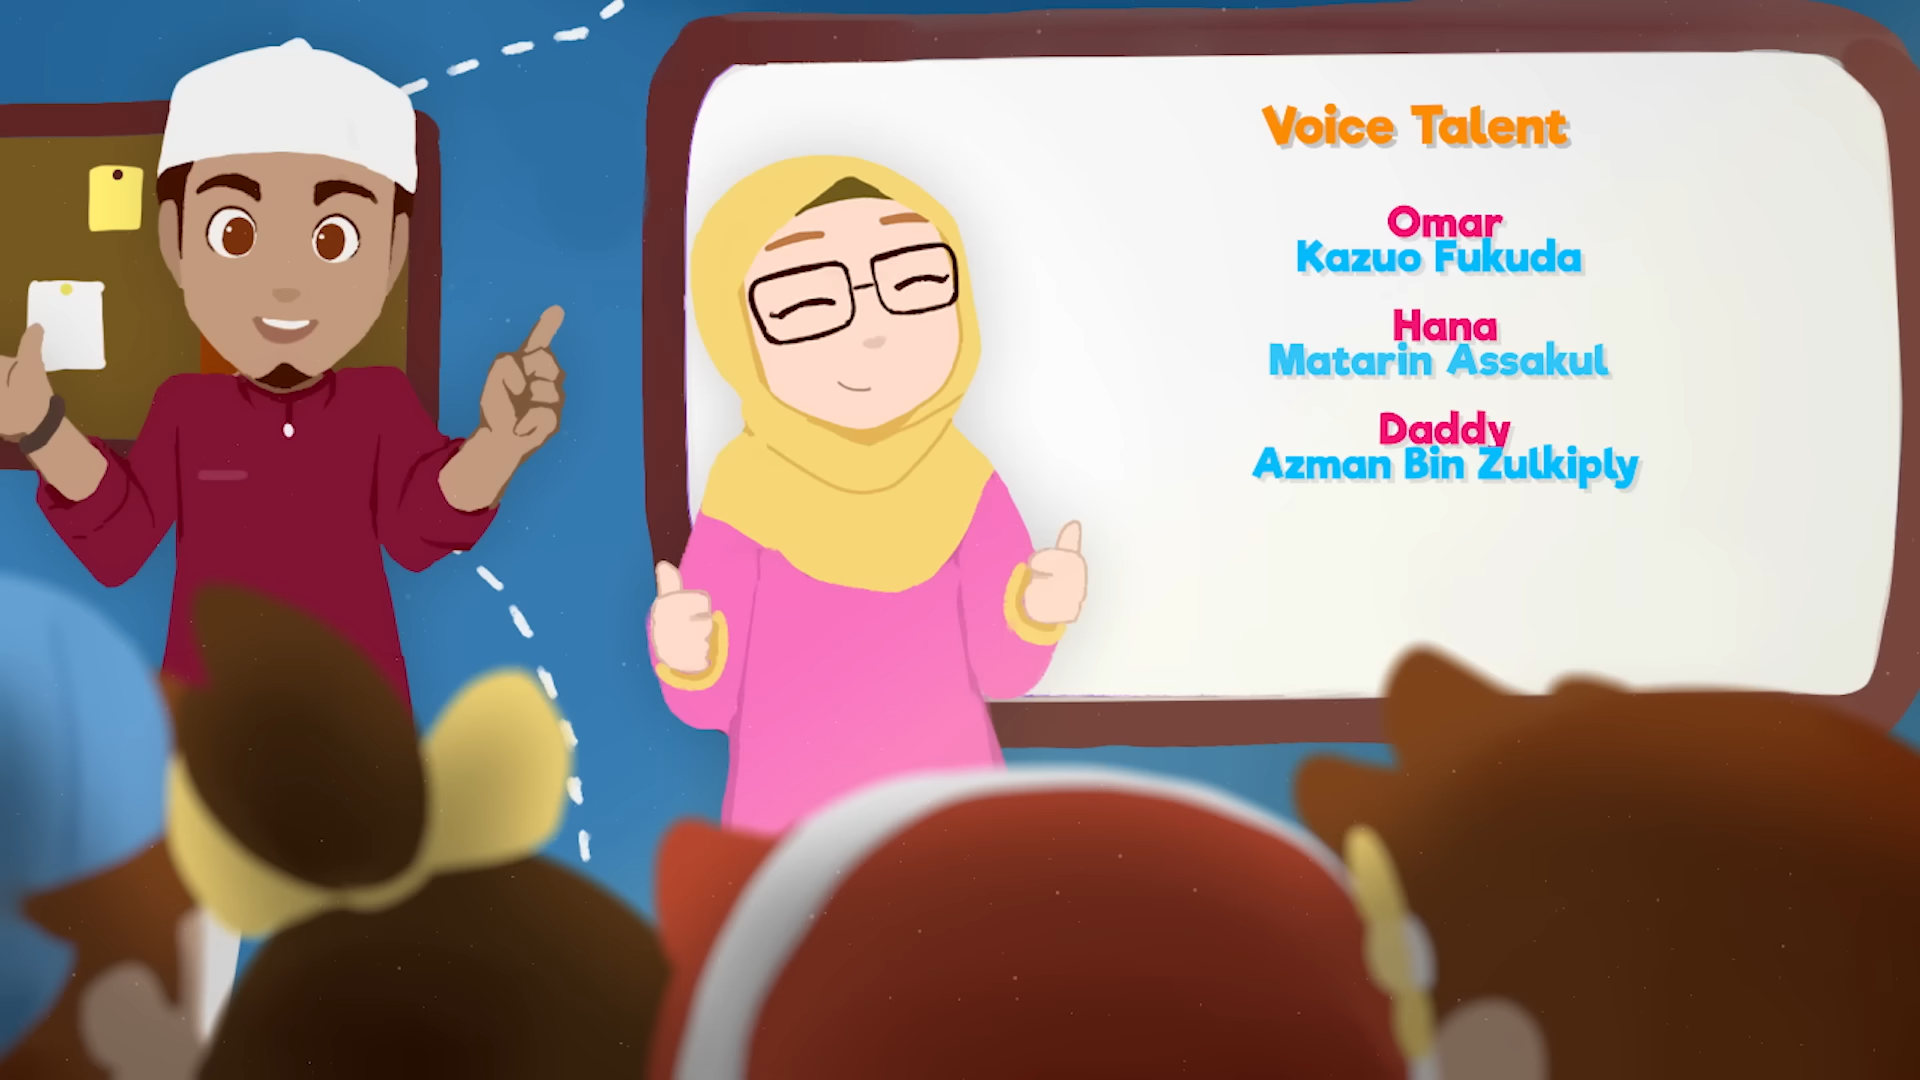 Voice Talent
Omar
Kazuo Fukuda
Hana
Matarin Assakul
Daddy
Azman Bin Zulkiply